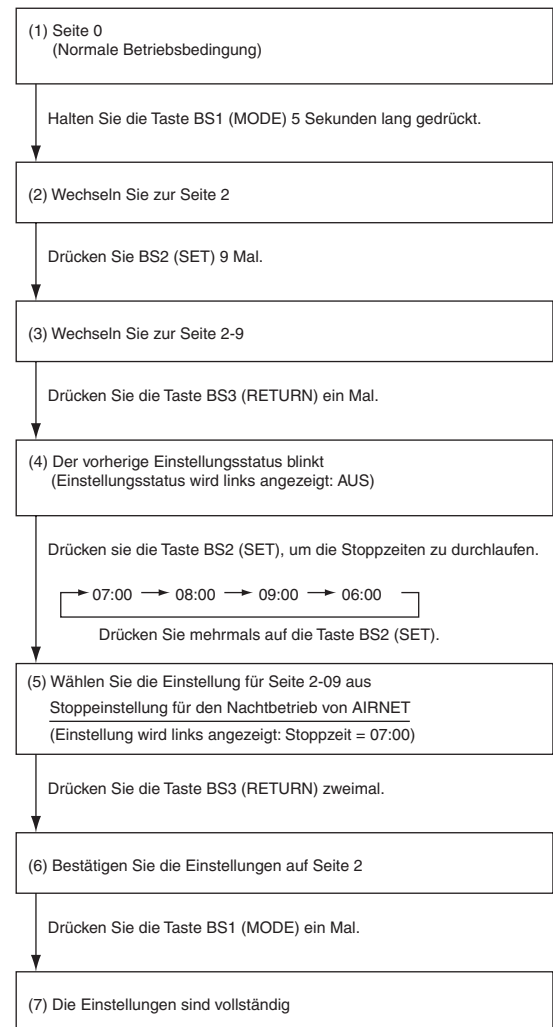 (1) Seite 0
(Normale Betriebsbedingung)
Halten Sie die Taste BS1 (MODE) 5 Sekunden lang gedrückt.
(2) Wechseln Sie zur Seite 2
Drücken Sie BS2 (SET) 9 Mal.
(3) Wechseln Sie zur Seite 2-9
Drücken Sie die Taste BS3 (RETURN) ein Mal.
(4) Der vorherige Einstellungsstatus blinkt
(Einstellungsstatus wird links angezeigt: AUS)
Drücken sie die Taste BS2 (SET), um die Stoppzeiten zu durchlaufen.
07:00 08:00 09:00 06:00
Drücken Sie mehrmals auf die Taste BS2 (SET).
(5) Wählen Sie die Einstellung für Seite 2-09 aus
Stoppeinstellung für den Nachtbetrieb von AIRNET
(Einstellung wird links angezeigt: Stoppzeit = 07:00)
Drücken Sie die Taste BS3 (RETURN) zweimal.
(6) Bestätigen Sie die Einstellungen auf Seite 2
Drücken Sie die Taste BS1 (MODE) ein Mal.
(7) Die Einstellungen sind vollständig